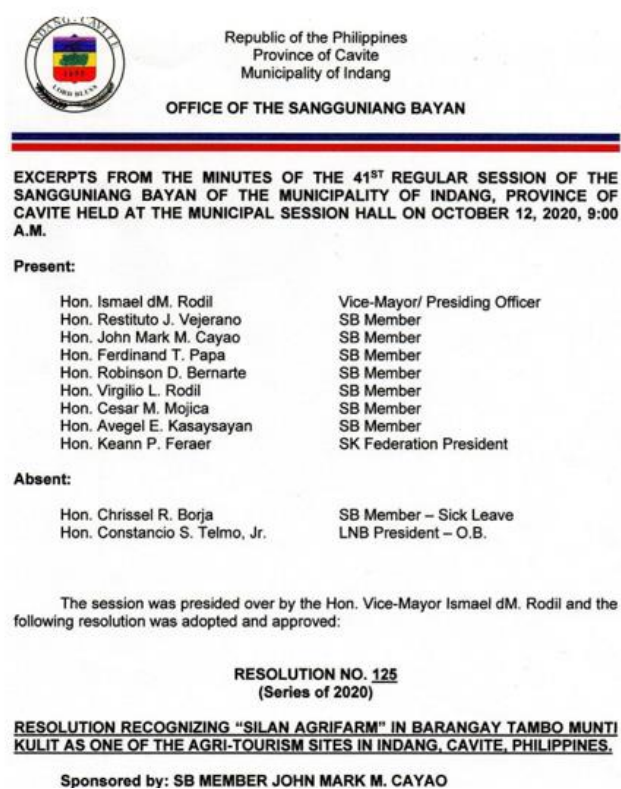 INDANG - CAVITE
LORD BLESS
Republic of the Philippines
Province of Cavite
Municipality of Indang
OFFICE OF THE SANGGUNIANG BAYAN
EXCERPTS FROM THE MINUTES OF THE 41ST REGULAR SESSION OF THE
SANGGUNIANG BAYAN OF THE MUNICIPALITY OF INDANG, PROVINCE OF
CAVITE HELD AT THE MUNICIPAL SESSION HALL ON OCTOBER 12, 2020, 9:00
A.M.
Present:
Hon. Ismael dM. Rodil Vice-Mayor/ Presiding Officer
Hon. Restituto J. Vejerano SB Member
Hon. John Mark M. Cayao SB Member
Hon. Ferdinand T. Papa SB Member
Hon. Robinson D. Bernarte SB Member
Hon. Virgilio L. Rodil SB Member
Hon. Cesar M. Mojica SB Member
Hon. Avegel E. Kasaysayan SB Member
Hon. Keann P. Feraer SK Federation President
Absent:
Hon. Chrissel R. Borja SB Member – Sick Leave
Hon. Constancio S. Telmo, Jr. LNB President – O.B.
The session was presided over by the Hon. Vice-Mayor Ismael dM. Rodil and the
following resolution was adopted and approved:
RESOLUTION NO. 125
(Series of 2020)
RESOLUTION RECOGNIZING “SILAN AGRIFARM” IN BARANGAY TAMBO MUNTI
KULIT AS ONE OF THE AGRI-TOURISM SITES IN INDANG, CAVITE, PHILIPPINES.
Sponsored by: SB MEMBER JOHN MARK M. CAYAO